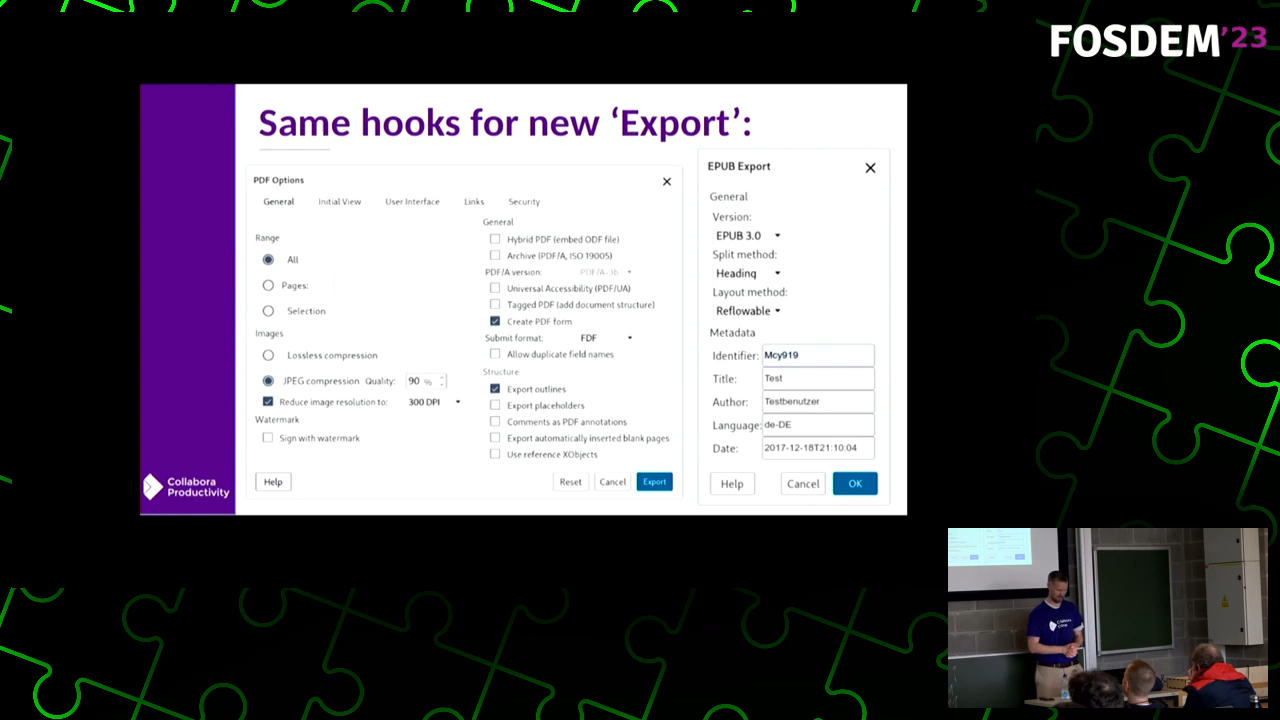 FOSDEM'23
Same hooks for new ‘Export’:
PDF Options
General Initial View User Interface Links Security
Range
All
Pages:
Selection
Images
Lossless compression
JPEG compression Quality: 90 %
Reduce image resolution to: 300 DPI
Watermark
Sign with watermark
General
Hybrid PDF (embed ODF file)
Archive (PDF/A, ISO 19005)
PDF/A version: PDF/A-3b
Universal Accessibility (PDF/UA)
Tagged PDF (add document structure)
Create PDF form
Submit format: FDF
Allow duplicate field names
Structure
Export outlines
Export placeholders
Comments as PDF annotations
Export automatically inserted blank pages
Use reference XObjects
Help Reset Cancel Export
EPUB Export
General
Version:
EPUB 3.0
Split method:
Heading
Layout method:
Reflowable
Metadata
Identifier: Mcy919
Title: Test
Author: Testbenutzer
Language: de-DE
Date: 2017-12-18T21:10:04
Help Cancel OK
Collabora
Productivity